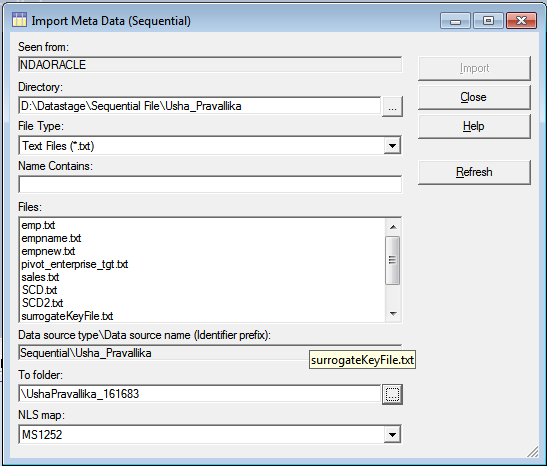 Import Meta Data (Sequential)
Seen from:
NDAORACLE
Import
Directory:
D:\Datastage\Sequential File\Usha_Pravallika
...
Close
File Type:
Text Files (*.txt)
Help
Name Contains:
Refresh
Files:
emp.txt
empname.txt
empnew.txt
pivot_enterprise_tgt.txt
sales.txt
SCD.txt
SCD2.txt
surrogateKeyFile.txt
Data source type\Data source name (Identifier prefix):
Sequential\Usha_Pravallika
surrogateKeyFile.txt
To folder:
\UshaPravallika_161683
...
NLS map:
MS1252